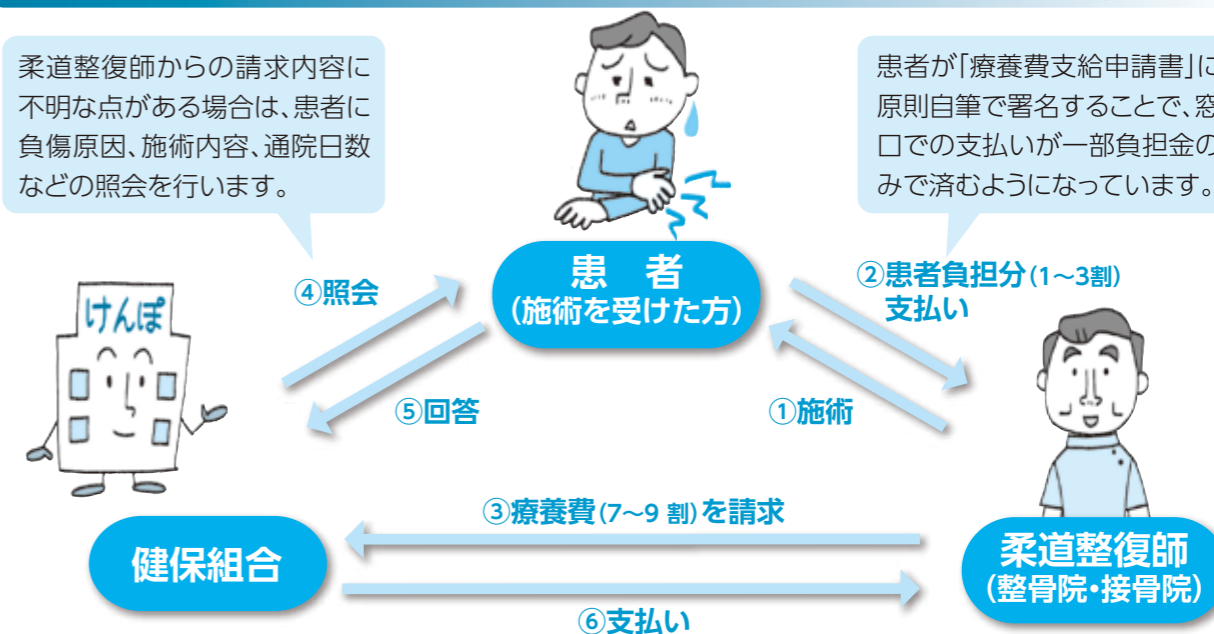 柔道整復師からの請求内容に
不明な点がある場合は、患者に
負傷原因、施術内容、通院日数
などの照会を行います。
患者が「療養費支給申請書」に
原則自筆で署名することで、窓
口での支払いが一部負担金の
みで済むようになっています。
患 者
(施術を受けた方)
④照会
②患者負担分(1〜3割)
支払い
けんぽ
⑤回答
①施術
③療養費(7〜9 割)を請求
健保組合
柔道整復師
(整骨院・接骨院)
⑥支払い